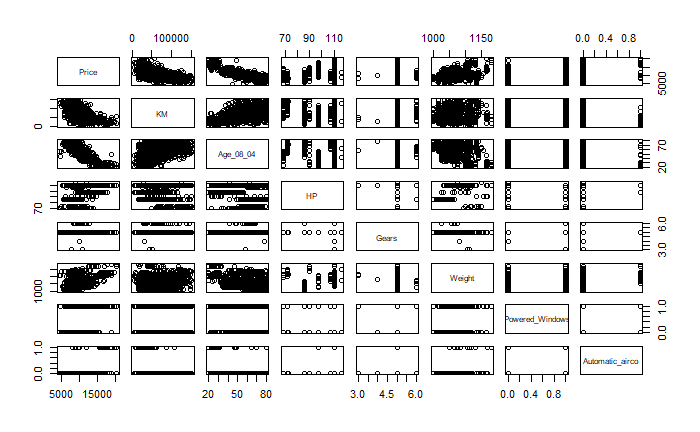 0 100000 70 90 110 1000 1150 0.0 0.6
Price 5000
0 KM
Age_08_04 20 70
70 HP
Gears 3.0 6.0
1000 Weight
Powered_Windows 0.0 1.0
0.0 1.0 Automatic_airco
5000 15000 20 50 80 3.0 4.0 5.0 6.0 0.0 0.4 0.8